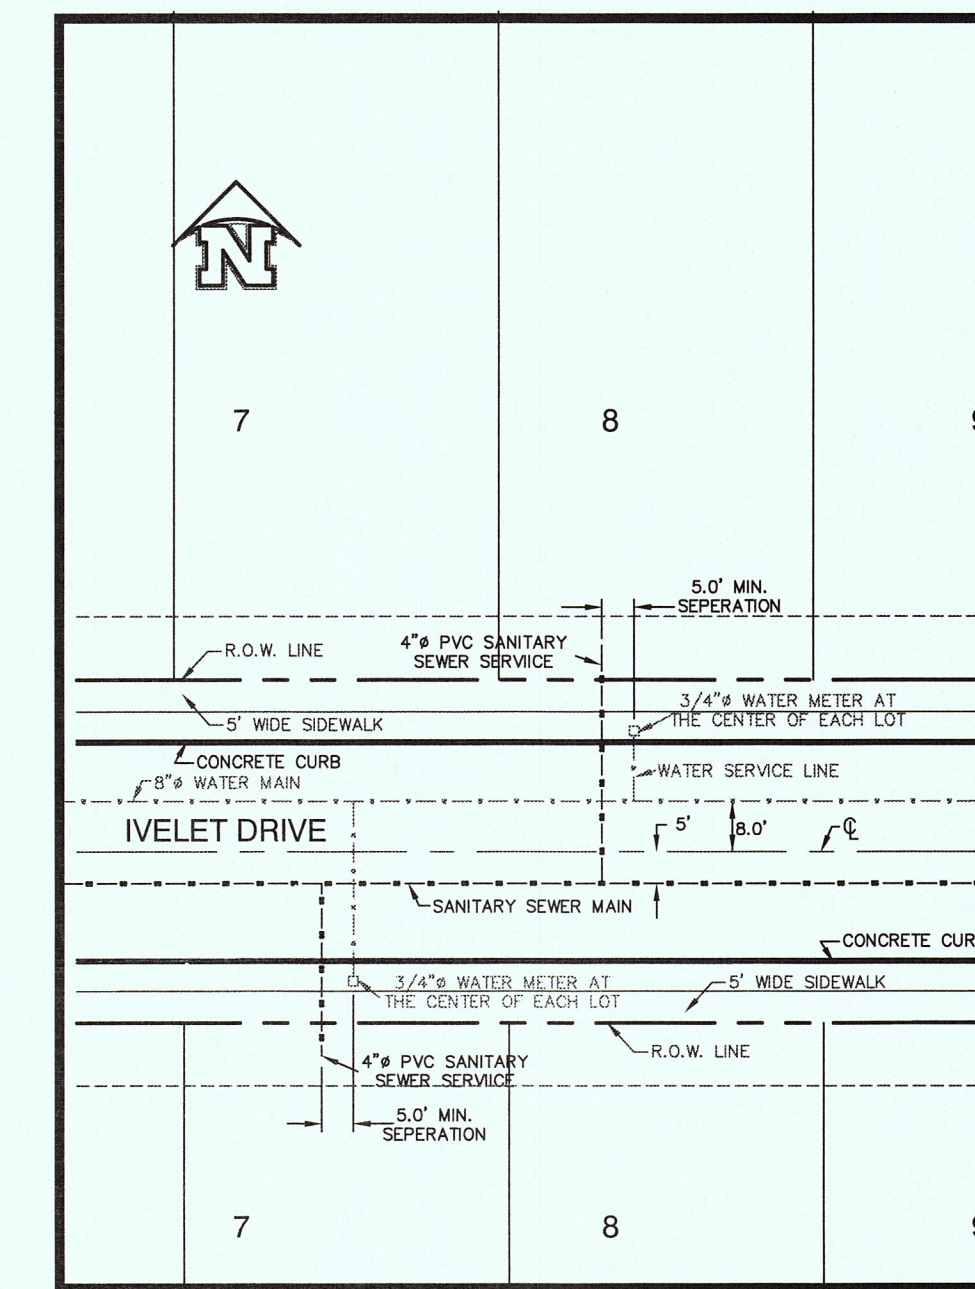 N
7
8
9
5.0' MIN.
SEPERATION
4"ø PVC SANITARY
SEWER SERVIICE
R.O.W. LINE
3/4"ø WATER METER AT
THE CENTER OF EACH LOT
5' WIDE SIDEWALK
CONCRETE CURB
WATER SERVICE LINE
8"ø WATER MAIN
IVELET DRIVE
5'
8.0'
℄
SANITARY SEWER MAIN
CONCRETE CUR
3/4"ø WATER METER AT
THE CENTER OF EACH LOT
5' WIDE SIDEWALK
R.O.W. LINE
4"ø PVC SANITARY
SEWER SERVIICE
5.0' MIN.
SEPERATION
7
8
9